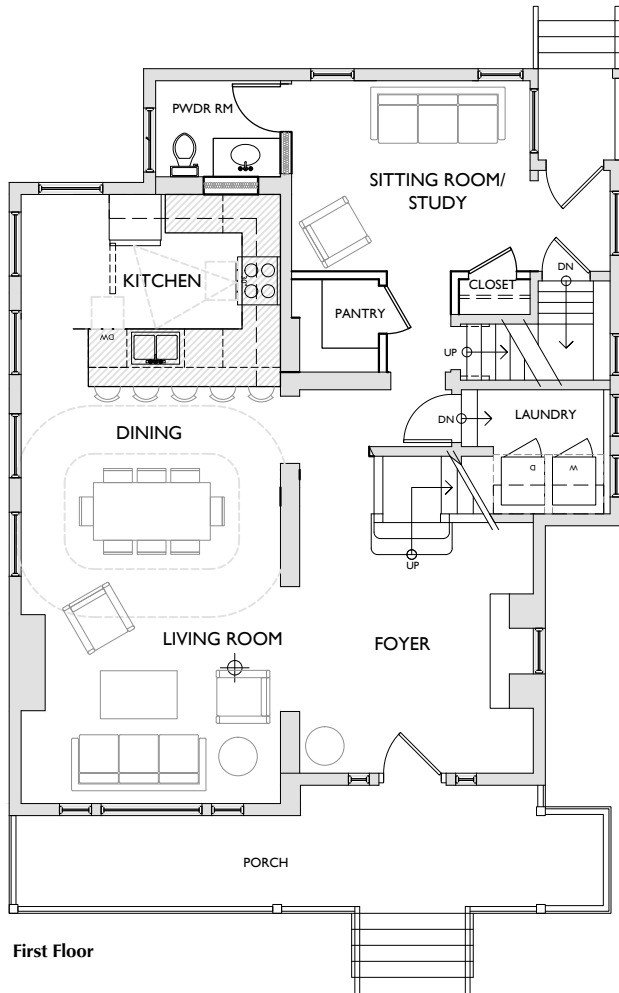 PWDR RM
SITTING ROOM/
STUDY
KITCHEN
DN
CLOSET
PANTRY
DW
UP
DN
LAUNDRY
DINING
D
W
UP
LIVING ROOM
FOYER
PORCH
First Floor